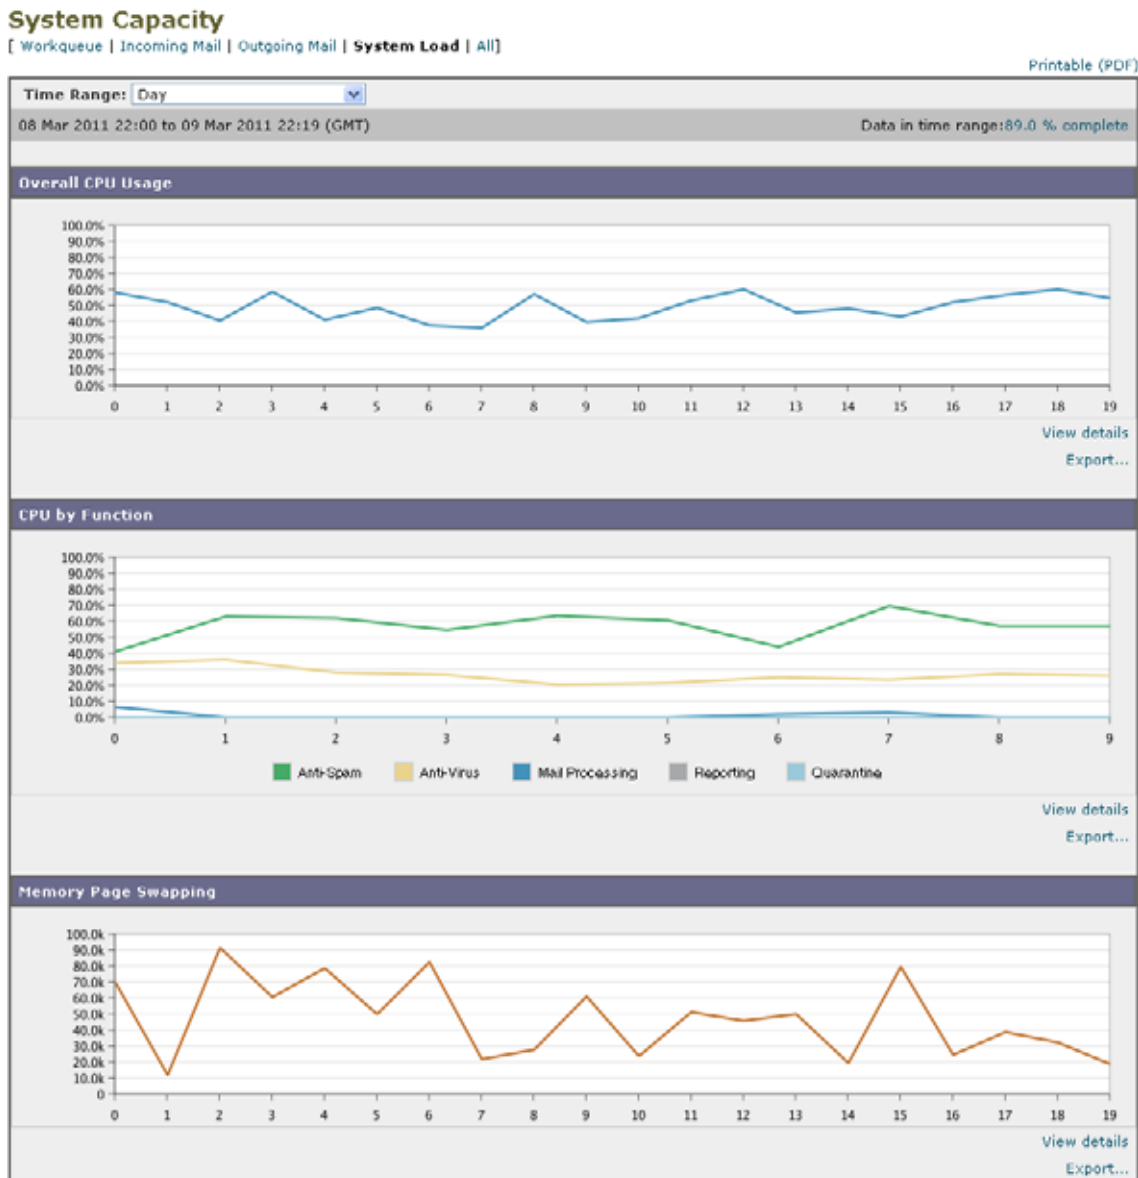 System Capacity
[ Workqueue | Incoming Mail | Outgoing Mail | System Load | All]
Printable (PDF)
Time Range: Day
08 Mar 2011 22:00 to 09 Mar 2011 22:19 (GMT) Data in time range:89.0 % complete
Overall CPU Usage
100.0%
90.0%
80.0%
70.0%
60.0%
50.0%
40.0%
30.0%
20.0%
10.0%
0.0%
0 1 2 3 4 5 6 7 8 9 10 11 12 13 14 15 16 17 18 19
View details
Export...
CPU by Function
100.0%
90.0%
80.0%
70.0%
60.0%
50.0%
40.0%
30.0%
20.0%
10.0%
0.0%
0 1 2 3 4 5 6 7 8 9
Anti-Spam Anti-Virus Mail Processing Reporting Quarantine
View details
Export...
Memory Page Swapping
100.0k
90.0k
80.0k
70.0k
60.0k
50.0k
40.0k
30.0k
20.0k
10.0k
0
0 1 2 3 4 5 6 7 8 9 10 11 12 13 14 15 16 17 18 19
View details
Export...